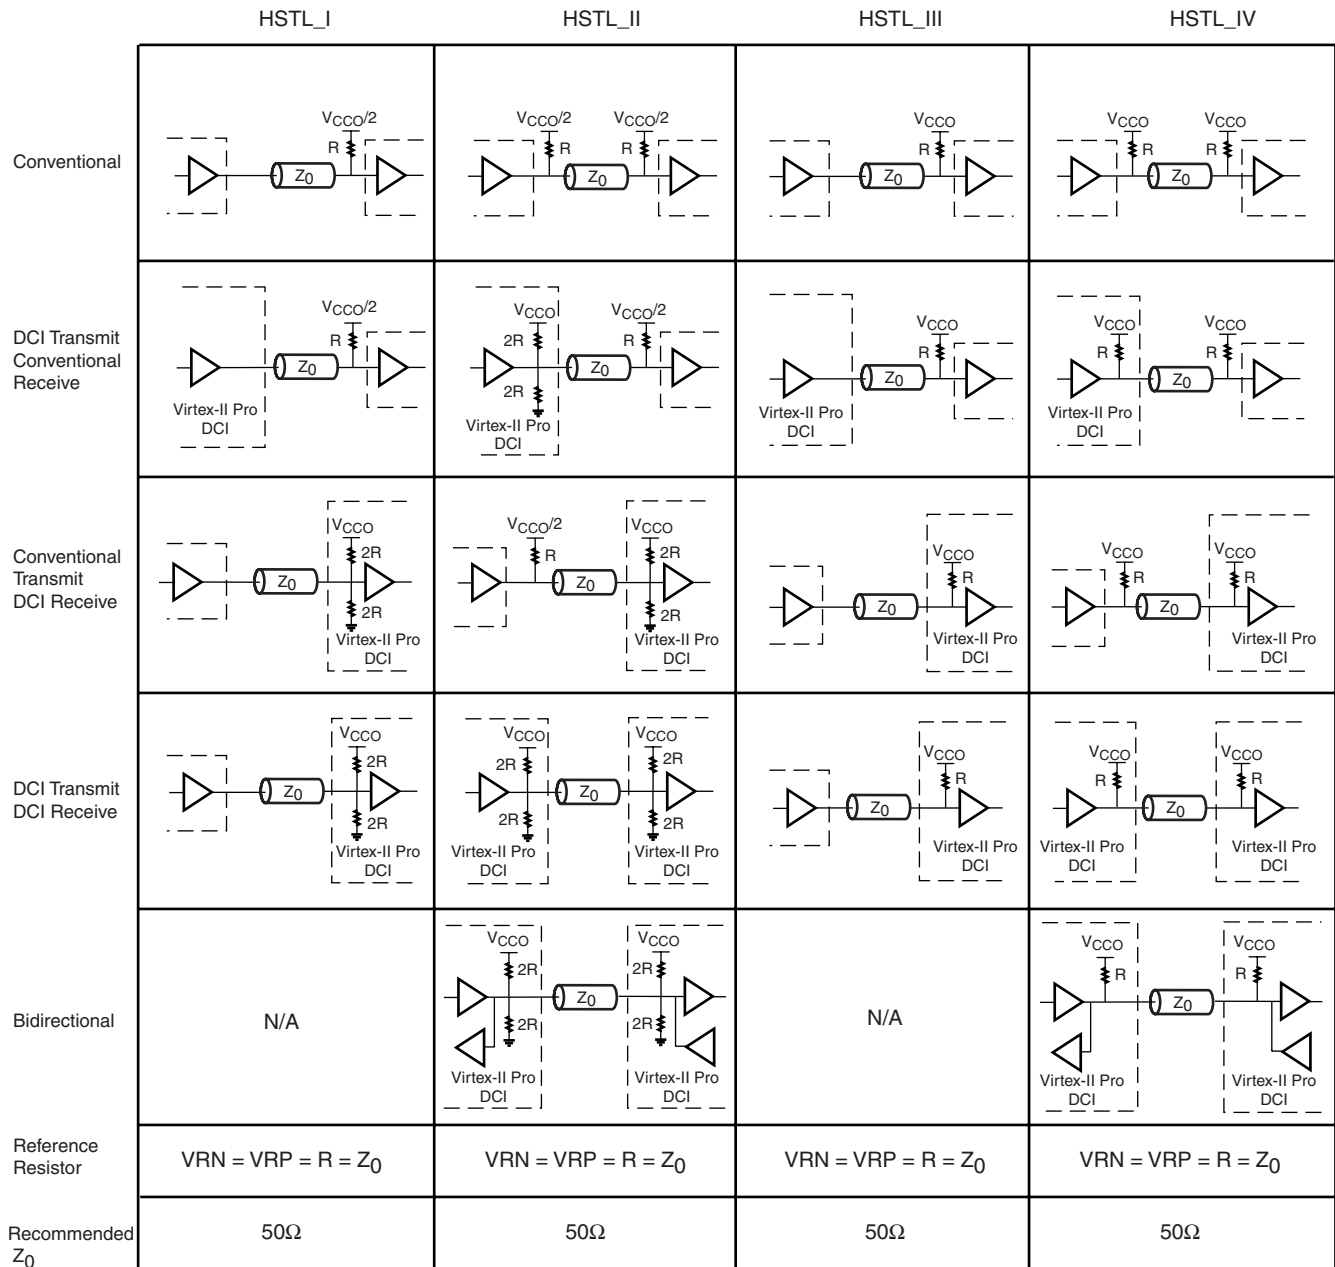 HSTL_I HSTL_II HSTL_III HSTL_IV
Conventional
VCCO/2 R Z0
VCCO/2 R Z0 VCCO/2 R
Z0 VCCO R
VCCO R Z0 VCCO R
DCI Transmit
Conventional
Receive
Z0 VCCO/2 R
Virtex-II Pro
DCI
VCCO 2R 2R Z0 VCCO/2 R
Virtex-II Pro
DCI
Z0 VCCO R
Virtex-II Pro
DCI
VCCO R Z0 VCCO R
Virtex-II Pro
DCI
Conventional
Transmit
DCI Receive
Z0 VCCO 2R 2R
Virtex-II Pro
DCI
VCCO/2 R Z0 VCCO 2R 2R
Virtex-II Pro
DCI
Z0 VCCO R
Virtex-II Pro
DCI
VCCO R Z0 VCCO R
Virtex-II Pro
DCI
DCI Transmit
DCI Receive
Z0 VCCO 2R 2R
Virtex-II Pro
DCI
VCCO 2R 2R Z0 VCCO 2R 2R
Virtex-II Pro
DCI
Virtex-II Pro
DCI
Z0 VCCO R
Virtex-II Pro
DCI
VCCO R Z0 VCCO R
Virtex-II Pro
DCI
Virtex-II Pro
DCI
Bidirectional
N/A
VCCO 2R 2R Z0 VCCO 2R 2R
Virtex-II Pro
DCI
Virtex-II Pro
DCI
N/A
VCCO R Z0 VCCO R
Virtex-II Pro
DCI
Virtex-II Pro
DCI
Reference
Resistor
VRN = VRP = R = Z0 VRN = VRP = R = Z0 VRN = VRP = R = Z0 VRN = VRP = R = Z0
Recommended
Z0
50Ω 50Ω 50Ω 50Ω